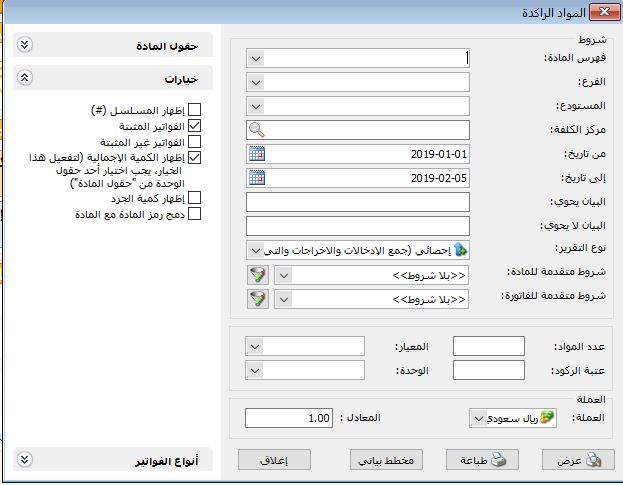 المواد الراكدة
شروط
فهرس المادة:
أ
الفرع:
المستودع:
مركز الكلفة:
من تاريخ:
2019-01-01
إلى تاريخ:
2019-02-05
البيان يحوي:
البيان لا يحوي:
نوع التقرير:
إحصائي (جمع الإدخالات والاخراجات والتي
شروط متقدمة للمادة:
<<بلا شروط>>
شروط متقدمة للفاتورة:
<<بلا شروط>>
عدد المواد:
المعيار:
عتبة الركود:
الوحدة:
العملة
العملة:
ريال سعودي
المعادل :
1.00
عرض
طباعة
مخطط بياني
إغلاق
حقول المادة
خيارات
إظهار المسلسل (#)
الفواتير المثبتة
الفواتير غير المثبتة
إظهار الكمية الإجمالية (لتفعيل هذا
الخيار، يجب اختيار أحد حقول
الوحدة من "حقول المادة")
إظهار كمية الجرد
دمج رمز المادة مع المادة
أنواع الفواتير